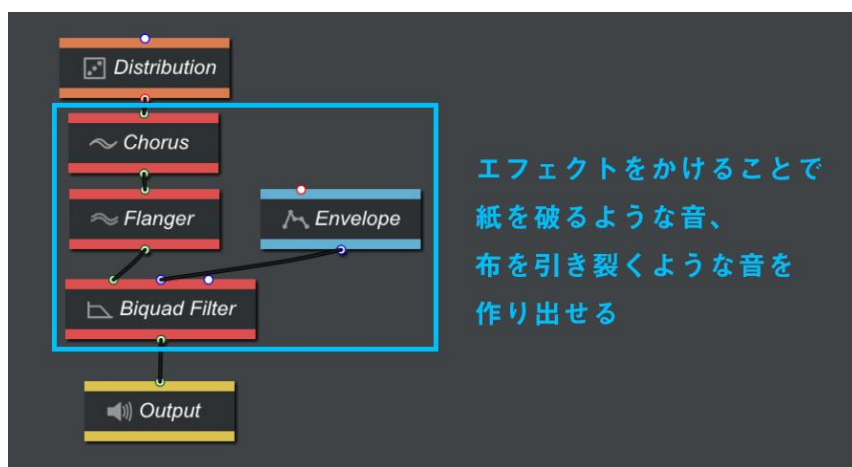 Distribution
Chorus
Flanger
Envelope
Biquad Filter
Output
エフェクトをかけることで
紙を破るような音、
布を引き裂くような音を
作り出せる